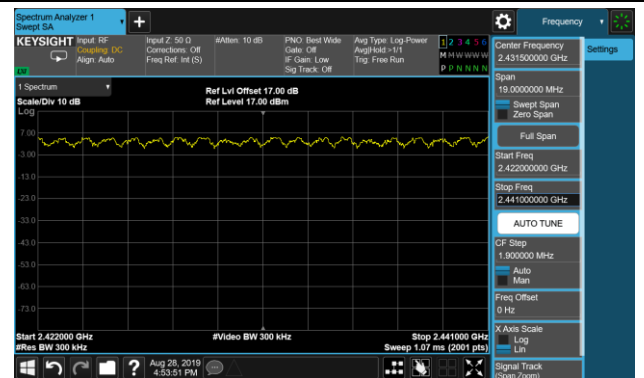 Spectrum Analyzer 1
Swept SA
Frequency
KEYSIGHT
Input: RF
Coupling: DC
Align: Auto
Input Z: 50 Ω
Corrections: Off
Freq Ref: Int (S)
#Atten: 10 dB
PNO: Best Wide
Gate: Off
IF Gain: Low
Sig Track: Off
Avg Type: Log-Power
Avg|Hold:>1/1
Trig: Free Run
1 2 3 4 5 6
M M W W W W
P P N N N N
Settings
Center Frequency
2.431500000 GHz
Span
19.0000000 MHz
Swept Span
Zero Span
Full Span
Start Freq
2.422000000 GHz
Stop Freq
2.441000000 GHz
AUTO TUNE
CF Step
1.900000 MHz
Auto
Man
Freq Offset
0 Hz
X Axis Scale
Log
Lin
Signal Track
(Span Zoom)
1 Spectrum
Scale/Div 10 dB
Ref Lvl Offset 17.00 dB
Ref Level 17.00 dBm
Log
7.00
-3.00
-13.0
-23.0
-33.0
-43.0
-53.0
-63.0
-73.0
Start 2.422000 GHz
#Video BW 300 kHz
Stop 2.441000 GHz
#Res BW 300 kHz
Sweep 1.07 ms (2001 pts)
?
Aug 28, 2019
4:53:51 PM